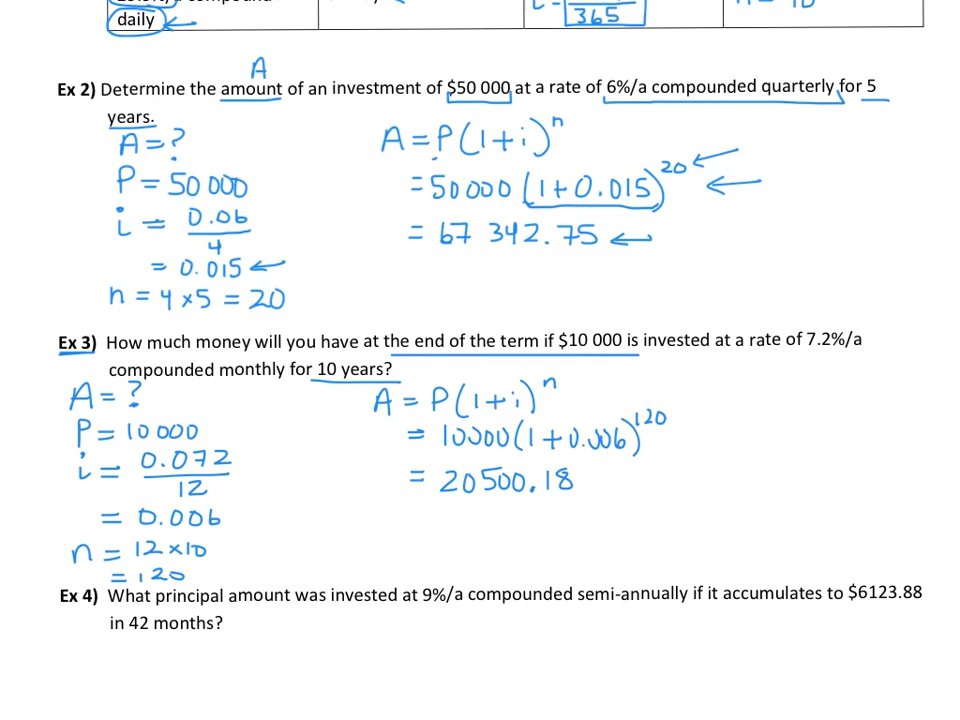 daily
365
A
Ex 2) Determine the amount of an investment of $50 000 at a rate of 6%/a compounded quarterly for 5
years.
A = ?
P = 50 000
i = 0.06
4
= 0.015
n = 4 × 5 = 20
A = P(1+i)^n
= 50 000 (1 + 0.015)^20
= 67 342.75
Ex 3) How much money will you have at the end of the term if $10 000 is invested at a rate of 7.2%/a
compounded monthly for 10 years?
A = ?
P = 10 000
i = 0.072
12
= 0.006
n = 12 × 10
= 120
A = P(1+i)^n
= 10000(1 + 0.006)^120
= 20500.18
Ex 4) What principal amount was invested at 9%/a compounded semi-annually if it accumulates to $6123.88
in 42 months?